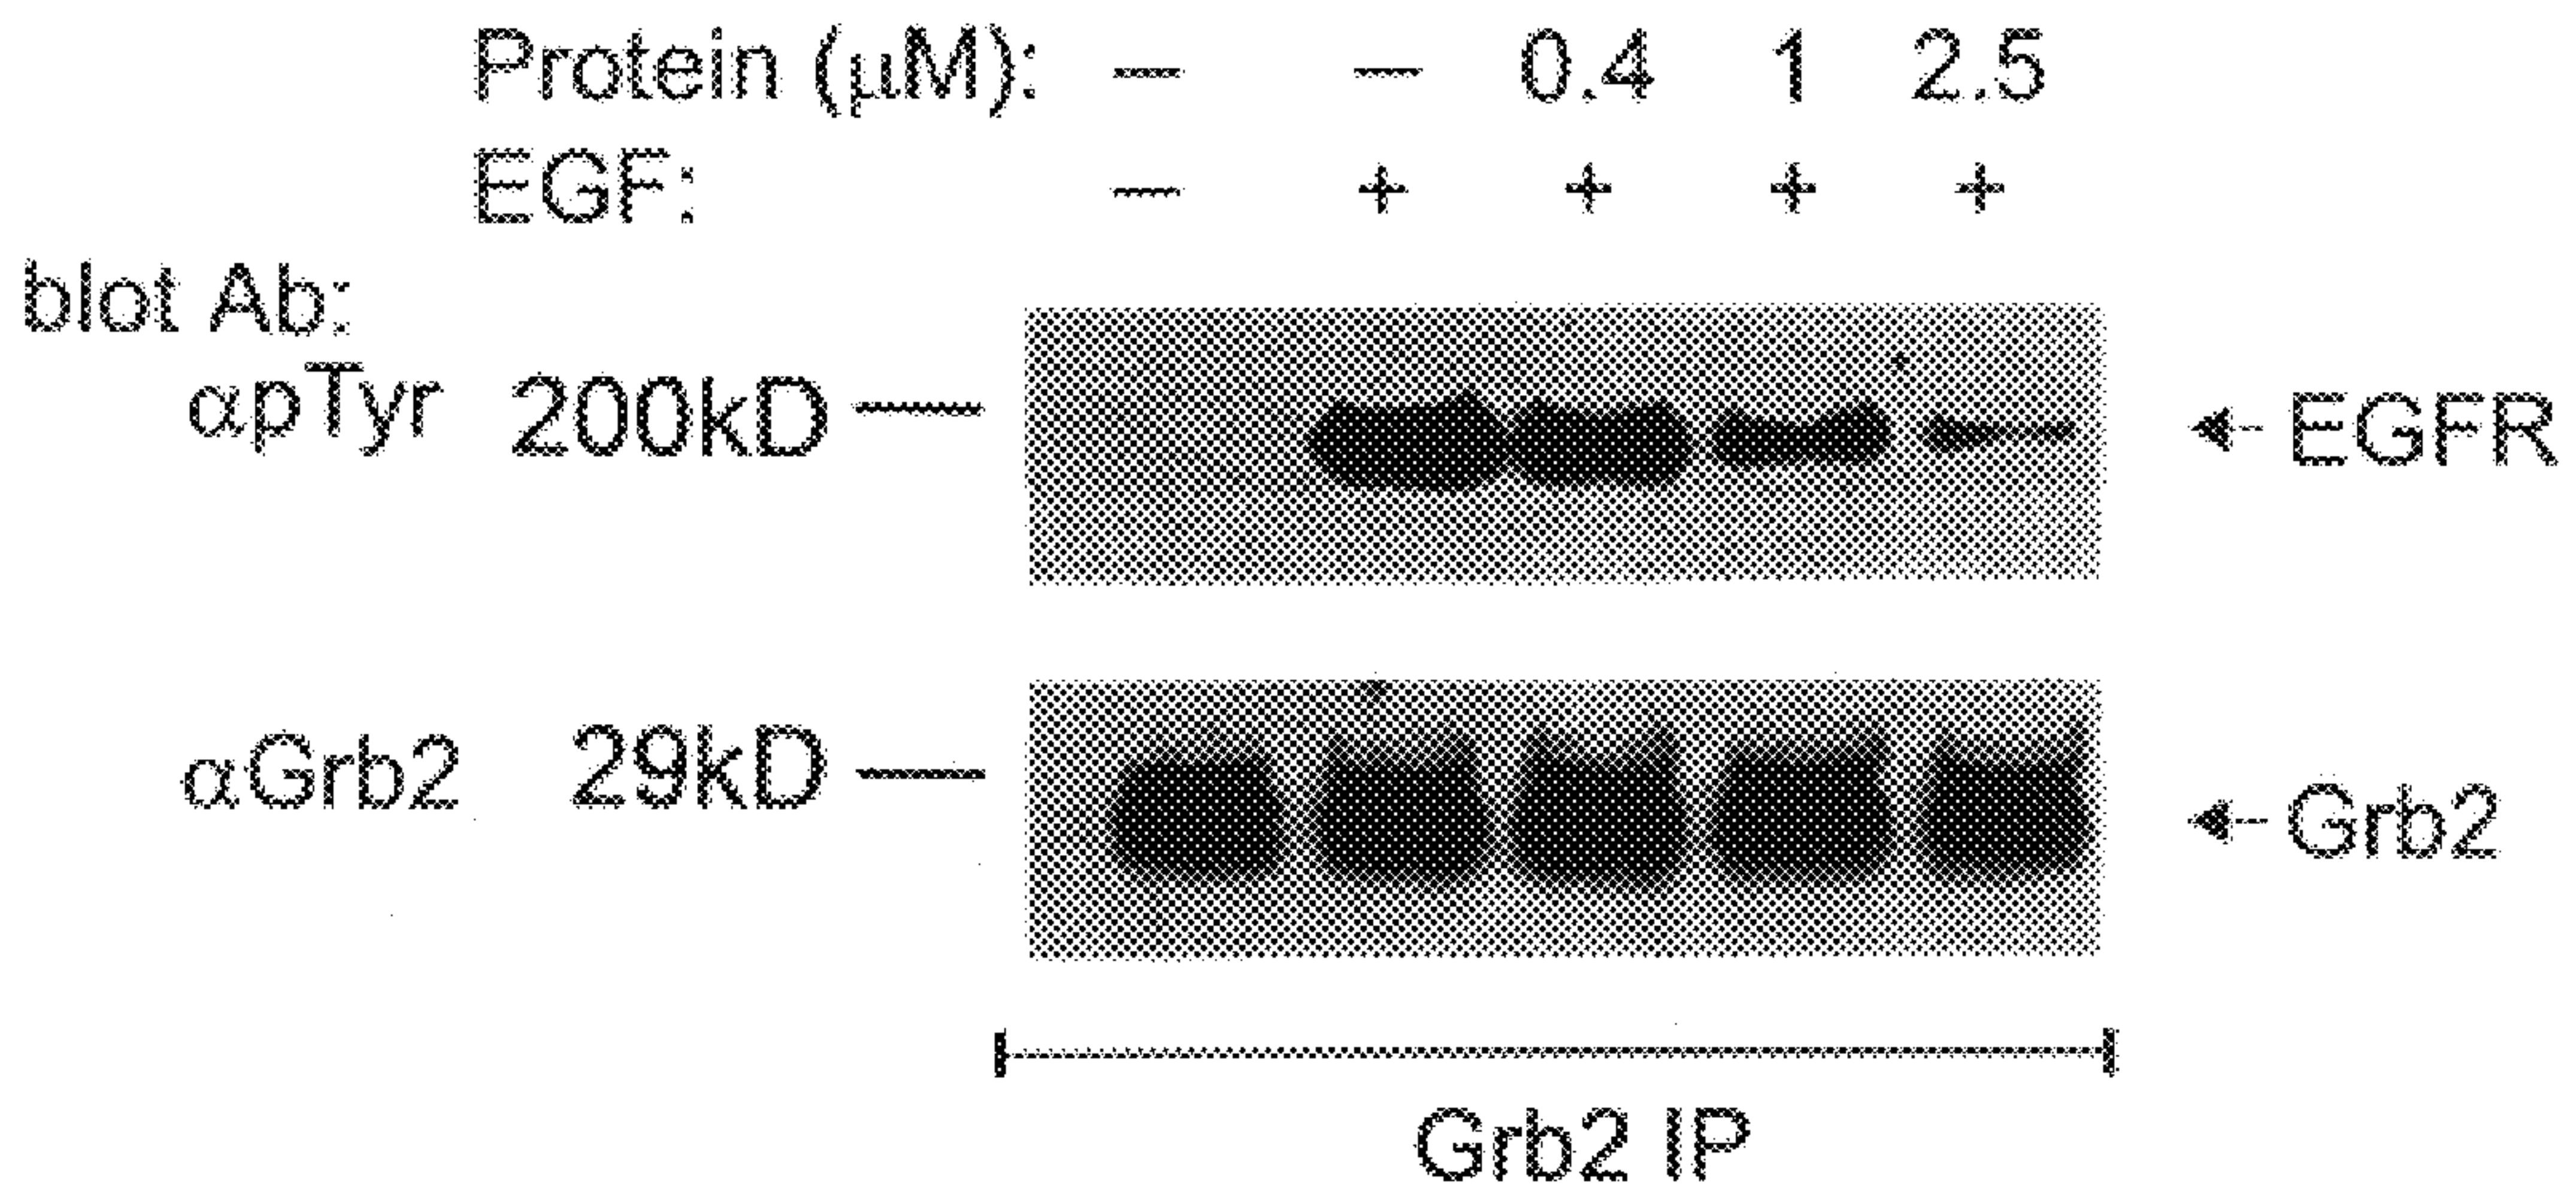 Protein (μM): — — 0.4 1 2.5
EGF: — + + + +
blot Ab:
αpTyr 200kD — EGFR
αGrb2 29kD — Grb2
Grb2 IP